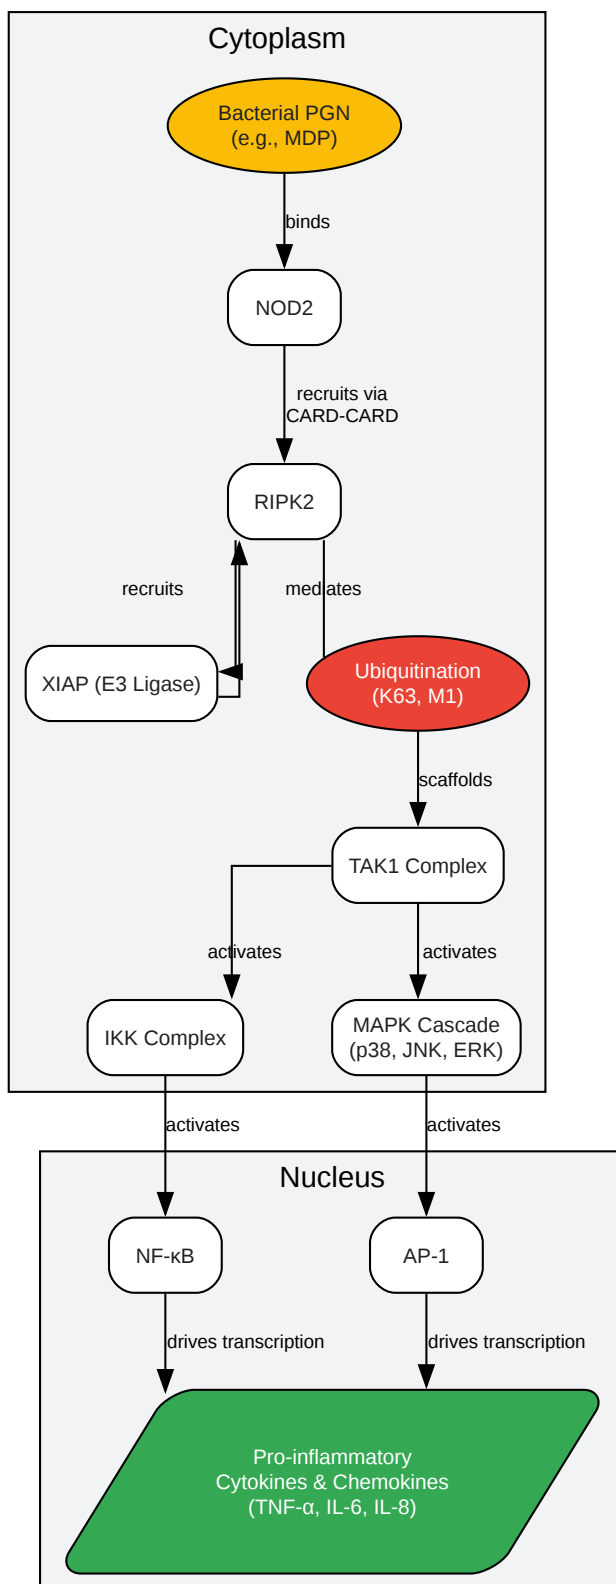 Cytoplasm
Bacterial PGN
(e.g., MDP)
binds
NOD2
recruits via
CARD-CARD
RIPK2
recruits
mediates
XIAP (E3 Ligase)
Ubiquitination
(K63, M1)
scaffolds
TAK1 Complex
activates
activates
IKK Complex
MAPK Cascade
(p38, JNK, ERK)
activates
activates
Nucleus
NF-κB
AP-1
drives transcription
drives transcription
Pro-inflammatory
Cytokines & Chemokines
(TNF-α, IL-6, IL-8)